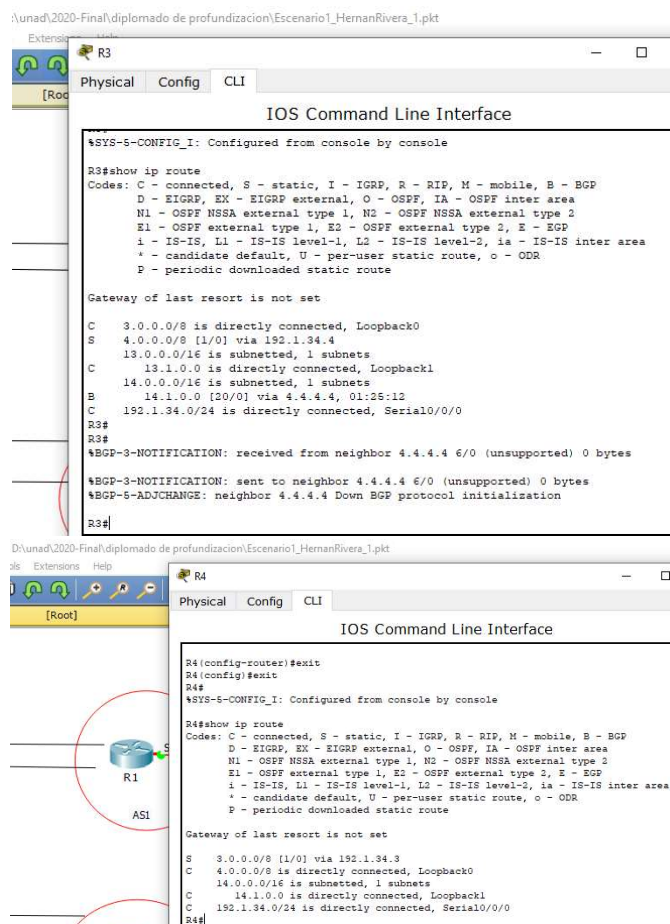 :\unad\2020-Final\diplomado de profundizacion\Escenario1_HernanRivera_1.pkt
Extensions Help
R3
Physical Config CLI
IOS Command Line Interface
%SYS-5-CONFIG_I: Configured from console by console
R3#show ip route
Codes: C - connected, S - static, I - IGRP, R - RIP, M - mobile, B - BGP
D - EIGRP, EX - EIGRP external, O - OSPF, IA - OSPF inter area
N1 - OSPF NSSA external type 1, N2 - OSPF NSSA external type 2
E1 - OSPF external type 1, E2 - OSPF external type 2, E - EGP
i - IS-IS, L1 - IS-IS level-1, L2 - IS-IS level-2, ia - IS-IS inter area
* - candidate default, U - per-user static route, o - ODR
P - periodic downloaded static route
Gateway of last resort is not set
C 3.0.0.0/8 is directly connected, Loopback0
S 4.0.0.0/8 [1/0] via 192.1.34.4
13.0.0.0/16 is subnetted, 1 subnets
C 13.1.0.0 is directly connected, Loopback1
14.0.0.0/16 is subnetted, 1 subnets
B 14.1.0.0 [20/0] via 4.4.4.4, 01:25:12
C 192.1.34.0/24 is directly connected, Serial0/0/0
R3#
R3#
%BGP-3-NOTIFICATION: received from neighbor 4.4.4.4 6/0 (unsupported) 0 bytes
%BGP-3-NOTIFICATION: sent to neighbor 4.4.4.4 6/0 (unsupported) 0 bytes
%BGP-5-ADJCHANGE: neighbor 4.4.4.4 Down BGP protocol initialization
R3#
D:\unad\2020-Final\diplomado de profundizacion\Escenario1_HernanRivera_1.pkt
ols Extensions Help
[Root]
R4
Physical Config CLI
IOS Command Line Interface
R4(config-router)#exit
R4(config)#exit
R4#
%SYS-5-CONFIG_I: Configured from console by console
R4#show ip route
Codes: C - connected, S - static, I - IGRP, R - RIP, M - mobile, B - BGP
D - EIGRP, EX - EIGRP external, O - OSPF, IA - OSPF inter area
N1 - OSPF NSSA external type 1, N2 - OSPF NSSA external type 2
E1 - OSPF external type 1, E2 - OSPF external type 2, E - EGP
i - IS-IS, L1 - IS-IS level-1, L2 - IS-IS level-2, ia - IS-IS inter area
* - candidate default, U - per-user static route, o - ODR
P - periodic downloaded static route
Gateway of last resort is not set
S 3.0.0.0/8 [1/0] via 192.1.34.3
C 4.0.0.0/8 is directly connected, Loopback0
14.0.0.0/16 is subnetted, 1 subnets
C 14.1.0.0 is directly connected, Loopback1
C 192.1.34.0/24 is directly connected, Serial0/0/0
R4#
R1
AS1